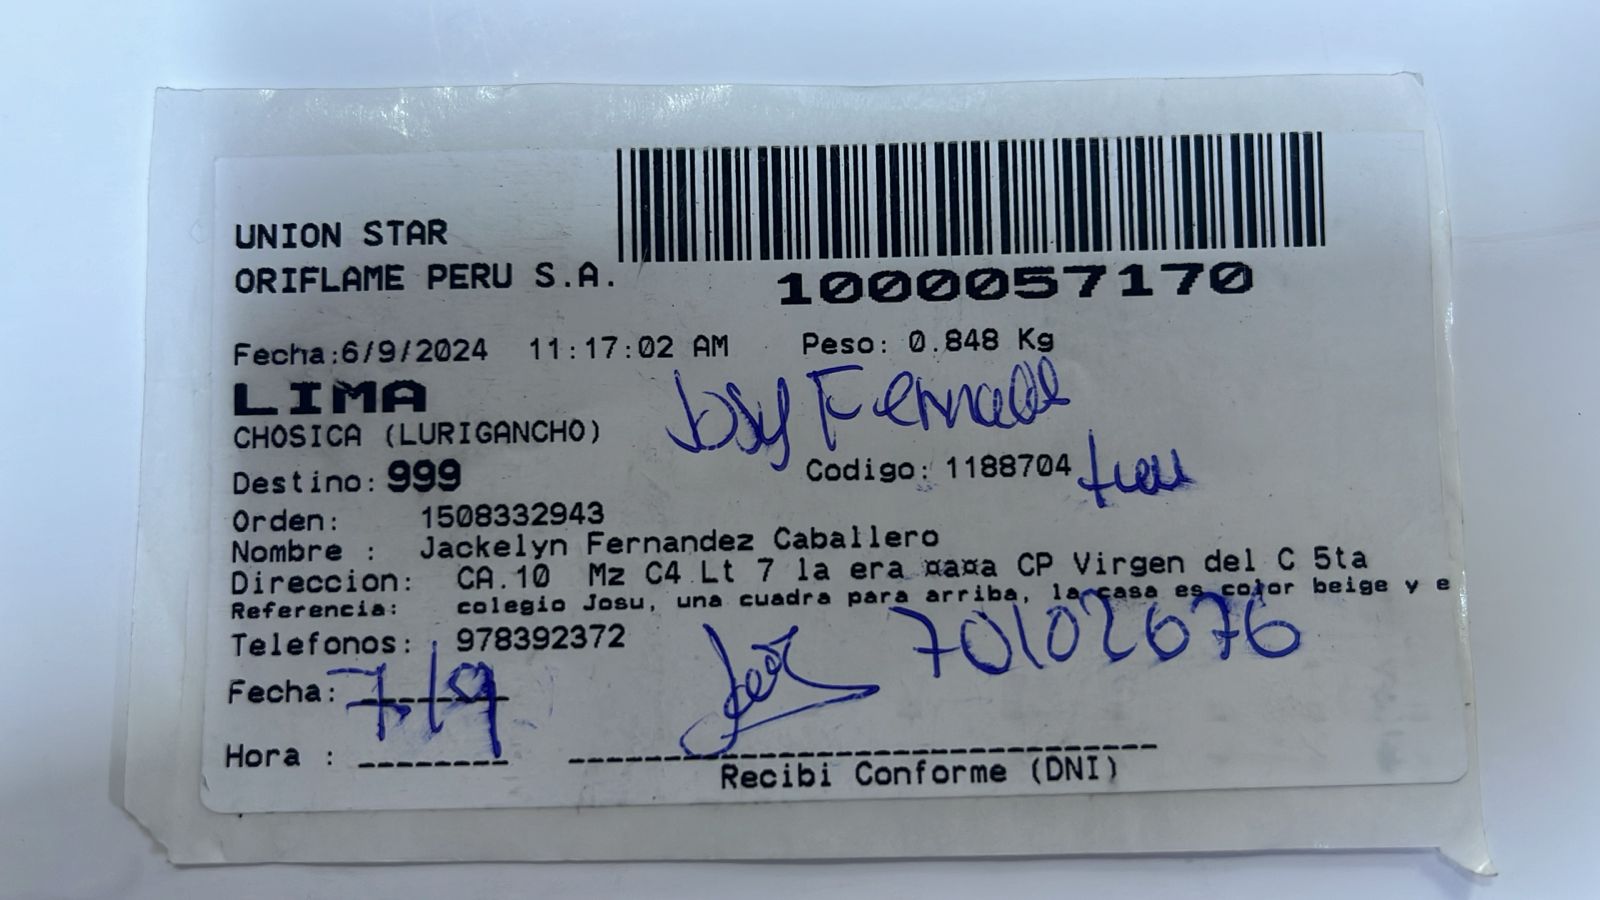 UNION STAR
ORIFLAME PERU S.A.
1000057170
Fecha:6/9/2024 11:17:02 AM Peso: 0.848 Kg
LIMA
CHOSICA (LURIGANCHO)
Josy Fernande
Destino: 999 Codigo: 1188704
Orden: 1508332943
Nombre : Jackelyn Fernandez Caballero
Direccion: CA.10 Mz C4 Lt 7 la era ¤a¤a CP Virgen del C 5ta
Referencia: colegio Josu, una cuadra para arriba, la casa es color beige y e
Telefonos: 978392372
70102676
Fecha: 7/9
Hora : ________
Recibi Conforme (DNI)